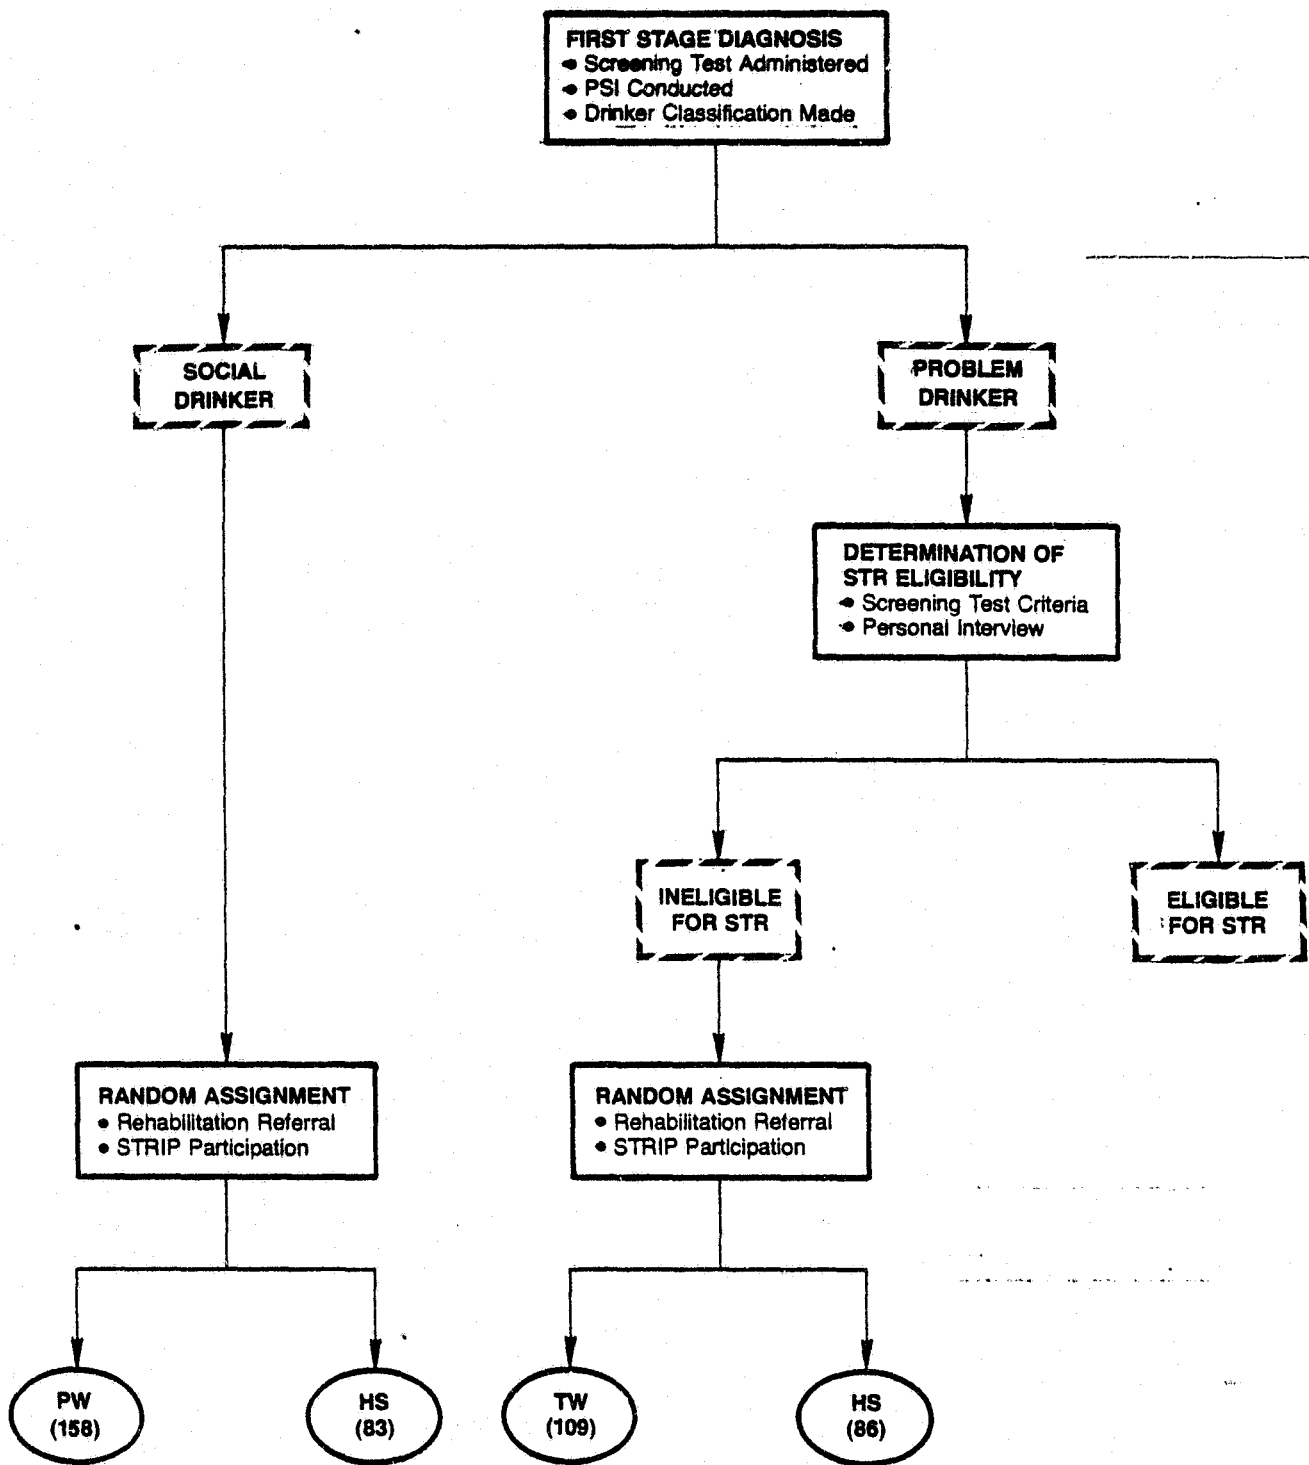 FIRST STAGE DIAGNOSIS
• Screening Test Administered
• PSI Conducted
• Drinker Classification Made
SOCIAL
DRINKER
PROBLEM
DRINKER
DETERMINATION OF
STR ELIGIBILITY
• Screening Test Criteria
• Personal Interview
INELIGIBLE
FOR STR
ELIGIBLE
FOR STR
RANDOM ASSIGNMENT
• Rehabilitation Referral
• STRIP Participation
RANDOM ASSIGNMENT
• Rehabilitation Referral
• STRIP Participation
PW
(158)
HS
(83)
TW
(109)
HS
(86)